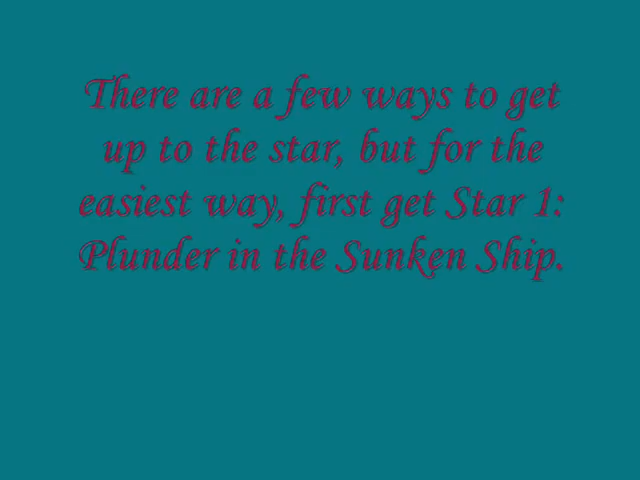 There are a few ways to get
up to the star, but for the
easiest way, first get Star 1:
Plunder in the Sunken Ship.